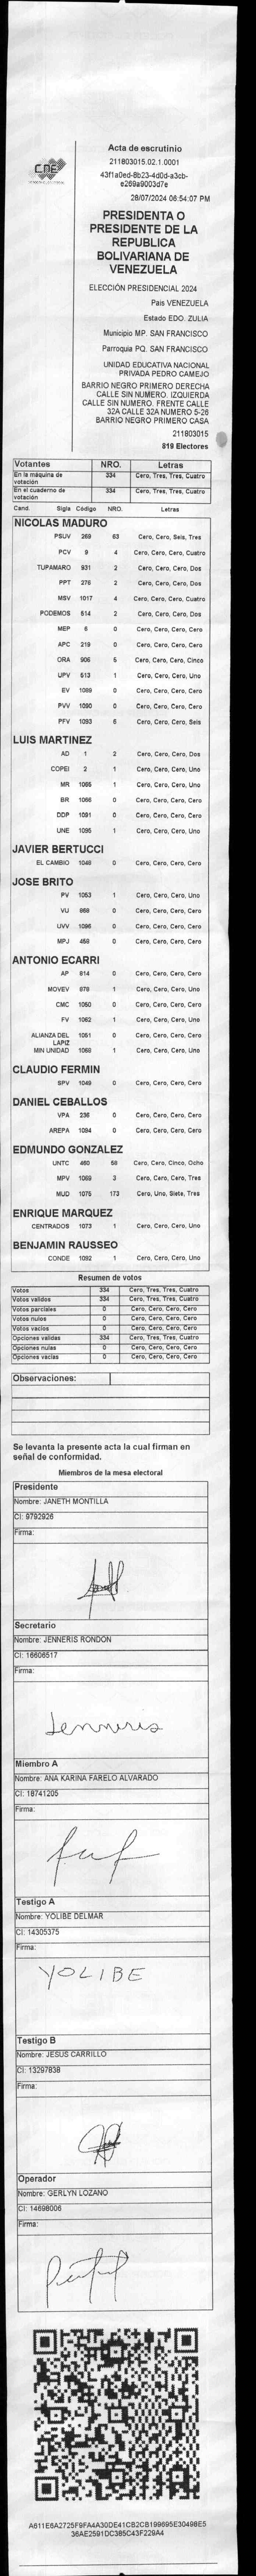 CNE
Acta de escrutinio
211803015.02.1.0001
43f1a0ed-8b23-4d0d-a3cb-
e269a9003d7e
28/07/2024 06:54:07 PM
PRESIDENTA O
PRESIDENTE DE LA
REPUBLICA
BOLIVARIANA DE
VENEZUELA
ELECCIÓN PRESIDENCIAL 2024
Pais VENEZUELA
Estado EDO. ZULIA
Municipio MP. SAN FRANCISCO
Parroquia PQ. SAN FRANCISCO
UNIDAD EDUCATIVA NACIONAL
PRIVADA PEDRO CAMEJO
BARRIO NEGRO PRIMERO DERECHA
CALLE SIN NUMERO. IZQUIERDA
CALLE SIN NUMERO. FRENTE CALLE
32A CALLE 32A NUMERO 5-26
BARRIO NEGRO PRIMERO CASA
211803015
819 Electores
Votantes NRO. Letras
En la máquina de votación 334 Cero, Tres, Tres, Cuatro
En el cuaderno de votación 334 Cero, Tres, Tres, Cuatro
Cand. Sigla Codigo NRO. Letras
NICOLAS MADURO
PSUV 269 63 Cero, Cero, Seis, Tres
PCV 9 4 Cero, Cero, Cero, Cuatro
TUPAMARO 931 2 Cero, Cero, Cero, Dos
PPT 276 2 Cero, Cero, Cero, Dos
MSV 1017 4 Cero, Cero, Cero, Cuatro
PODEMOS 514 2 Cero, Cero, Cero, Dos
MEP 6 0 Cero, Cero, Cero, Cero
APC 219 0 Cero, Cero, Cero, Cero
ORA 906 5 Cero, Cero, Cero, Cinco
UPV 513 1 Cero, Cero, Cero, Uno
EV 1089 0 Cero, Cero, Cero, Cero
PVV 1090 0 Cero, Cero, Cero, Cero
PFV 1093 6 Cero, Cero, Cero, Seis
LUIS MARTINEZ
AD 1 2 Cero, Cero, Cero, Dos
COPEI 2 1 Cero, Cero, Cero, Uno
MR 1065 1 Cero, Cero, Cero, Uno
BR 1066 0 Cero, Cero, Cero, Cero
DDP 1091 0 Cero, Cero, Cero, Cero
UNE 1095 1 Cero, Cero, Cero, Uno
JAVIER BERTUCCI
EL CAMBIO 1048 0 Cero, Cero, Cero, Cero
JOSE BRITO
PV 1053 1 Cero, Cero, Cero, Uno
VU 868 0 Cero, Cero, Cero, Cero
UVV 1096 0 Cero, Cero, Cero, Cero
MPJ 458 0 Cero, Cero, Cero, Cero
ANTONIO ECARRI
AP 814 0 Cero, Cero, Cero, Cero
MOVEV 878 1 Cero, Cero, Cero, Uno
CMC 1050 0 Cero, Cero, Cero, Cero
FV 1062 1 Cero, Cero, Cero, Uno
ALIANZA DEL LAPIZ 1051 0 Cero, Cero, Cero, Cero
MIN UNIDAD 1068 1 Cero, Cero, Cero, Uno
CLAUDIO FERMIN
SPV 1049 0 Cero, Cero, Cero, Cero
DANIEL CEBALLOS
VPA 236 0 Cero, Cero, Cero, Cero
AREPA 1094 0 Cero, Cero, Cero, Cero
EDMUNDO GONZALEZ
UNTC 460 58 Cero, Cero, Cinco, Ocho
MPV 1069 3 Cero, Cero, Cero, Tres
MUD 1075 173 Cero, Uno, Siete, Tres
ENRIQUE MARQUEZ
CENTRADOS 1073 1 Cero, Cero, Cero, Uno
BENJAMIN RAUSSEO
CONDE 1092 1 Cero, Cero, Cero, Uno
Resumen de votos
Votos 334 Cero, Tres, Tres, Cuatro
Votos validos 334 Cero, Tres, Tres, Cuatro
Votos parciales 0 Cero, Cero, Cero, Cero
Votos nulos 0 Cero, Cero, Cero, Cero
Votos vacios 0 Cero, Cero, Cero, Cero
Opciones validas 334 Cero, Tres, Tres, Cuatro
Opciones nulas 0 Cero, Cero, Cero, Cero
Opciones vacias 0 Cero, Cero, Cero, Cero
Observaciones:
Se levanta la presente acta la cual firman en
señal de conformidad.
Miembros de la mesa electoral
Presidente
Nombre: JANETH MONTILLA
CI: 9792926
Firma:
Secretario
Nombre: JENNERIS RONDON
CI: 16606517
Firma:
Jenneris
Miembro A
Nombre: ANA KARINA FARELO ALVARADO
CI: 18741205
Firma:
Testigo A
Nombre: YOLIBE DELMAR
CI: 14305375
Firma:
YOLIBE
Testigo B
Nombre: JESUS CARRILLO
CI: 13297838
Firma:
Operador
Nombre: GERLYN LOZANO
CI: 14698006
Firma:
A611E6A2725F9FA4A30DE41CB2CB199695E30498E5
36AE2591DC385C43F229A4